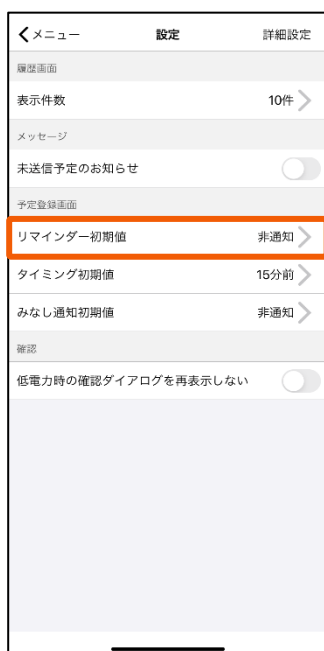 メニュー 設定 詳細設定
履歴画面
表示件数 10件
メッセージ
未送信予定のお知らせ
予定登録画面
リマインダー初期値 非通知
タイミング初期値 15分前
みなし通知初期値 非通知
確認
低電力時の確認ダイアログを再表示しない